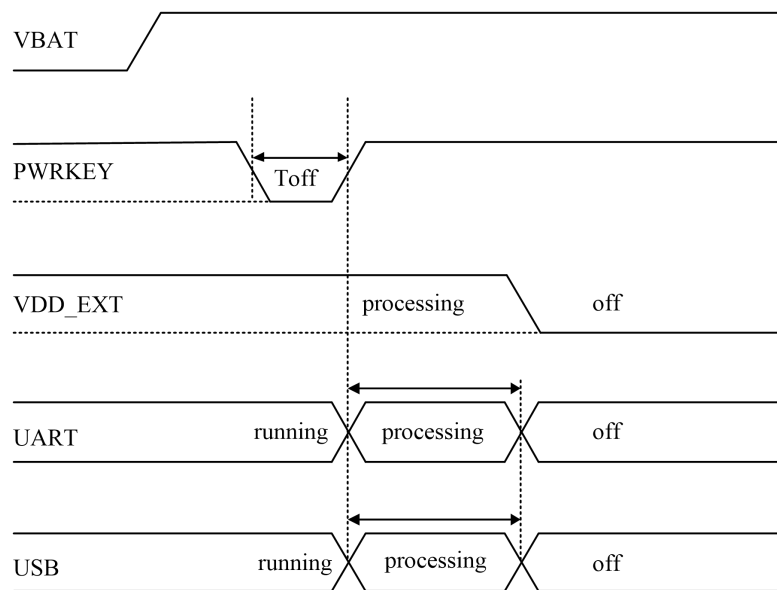 VBAT
PWRKEY
Toff
VDD_EXT processing off
UART running processing off
USB running processing off